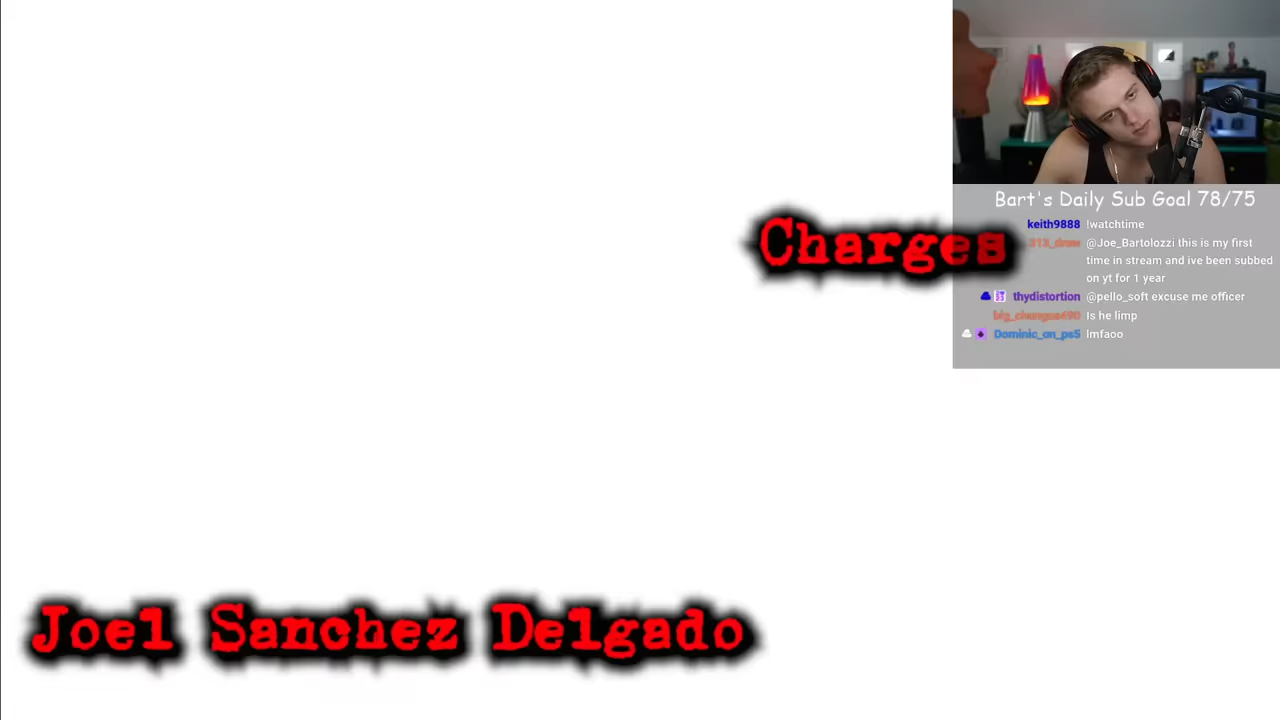 Bart's Daily Sub Goal 78/75
keith9888 !watchtime
313_drew @Joe_Bartolozzi this is my first
time in stream and ive been subbed
on yt for 1 year
thydistortion @pello_soft excuse me officer
big_chungus490 Is he limp
Dominic_on_ps5 lmfaoo
Charges
Joel Sanchez Delgado